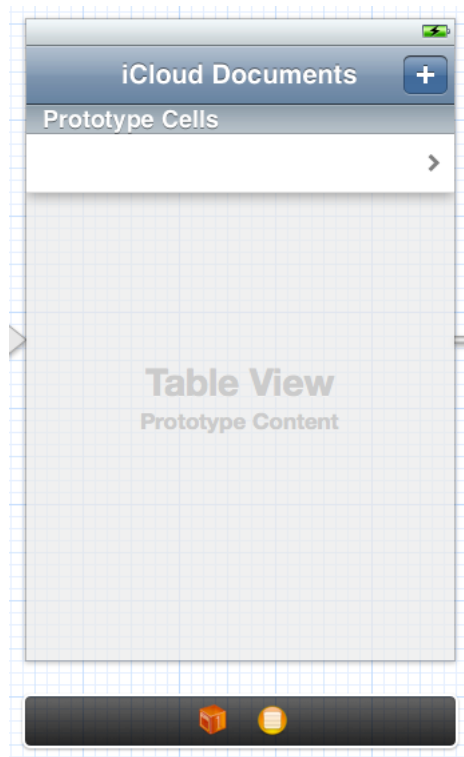 iCloud Documents +
Prototype Cells
Table View
Prototype Content